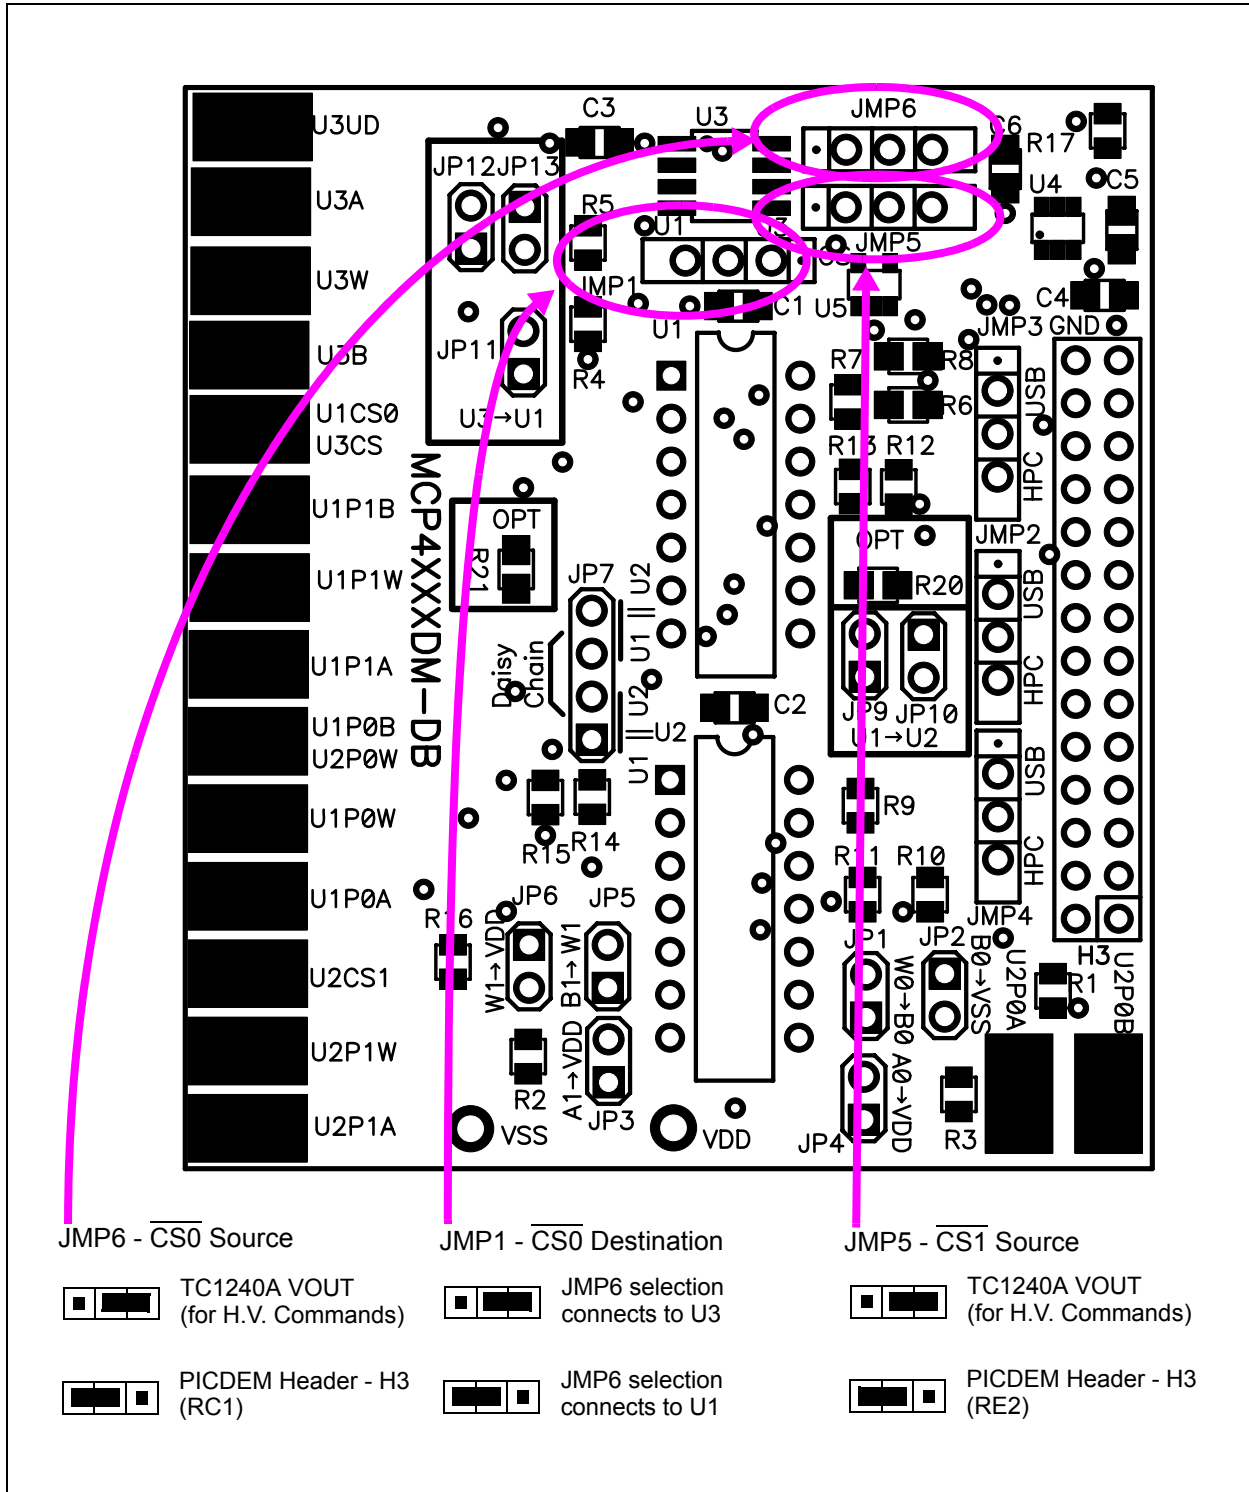 JMP6
C3
U3
C6
R17
U3UD
JP12
JP13
U4
C5
R5
U3A
U1
U3
CS
JMP5
U3W
JMP1
C1
U5
C4
U1
JMP3
GND
U3B
JP11
R4
R7
R8
USB
U3→U1
R6
U1CS0
U3CS
R13
R12
HPC
MCP4XXXDM-DB
U1P1B
OPT
OPT
JMP2
R21
U1P1W
JP7
U2
R20
USB
U1
Daisy
Chain
U1P1A
HPC
U2
C2
JP9
JP10
U1P0B
U2P0W
U2
U1
U1→U2
USB
U1P0W
R15
R14
R9
HPC
R11
R10
U1P0A
JP6
JP5
JMP4
R16
JP1
JP2
W1→VDD
B1→W1
W0→B0
B0→VSS
U2P0A
H3
U2P0B
U2CS1
R1
U2P1W
A1→VDD
A0→VDD
R2
JP3
R3
U2P1A
VSS
VDD
JP4
JMP6 - CS0 Source
JMP1 - CS0 Destination
JMP5 - CS1 Source
TC1240A VOUT
(for H.V. Commands)
JMP6 selection
connects to U3
TC1240A VOUT
(for H.V. Commands)
PICDEM Header - H3
(RC1)
JMP6 selection
connects to U1
PICDEM Header - H3
(RE2)